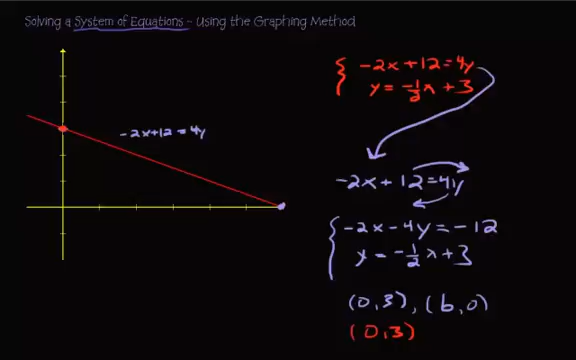 Solving a System of Equations - Using the Graphing Method
-2x+12=4y
y=-1/2x+3
-2x+12=4y
-2x+12=4y
-2x-4y=-12
y=-1/2x+3
(0,3), (6,0)
(0,3)